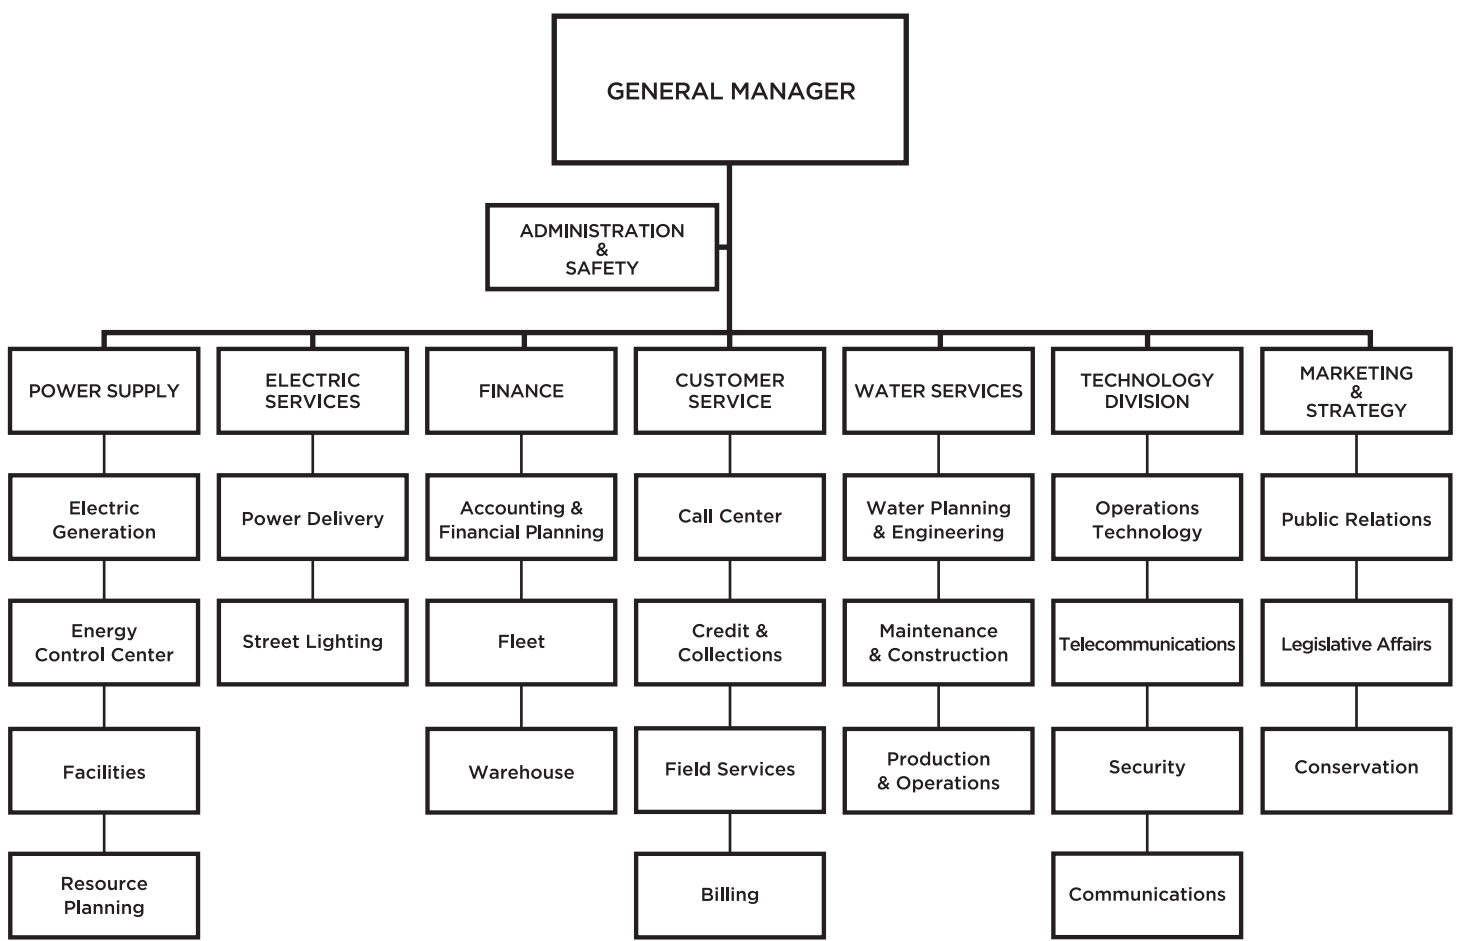 GENERAL MANAGER
ADMINISTRATION
&
SAFETY
POWER SUPPLY
ELECTRIC
SERVICES
FINANCE
CUSTOMER
SERVICE
WATER SERVICES
TECHNOLOGY
DIVISION
MARKETING
&
STRATEGY
Electric
Generation
Power Delivery
Accounting &
Financial Planning
Call Center
Water Planning
& Engineering
Operations
Technology
Public Relations
Energy
Control Center
Street Lighting
Fleet
Credit &
Collections
Maintenance
& Construction
Telecommunications
Legislative Affairs
Facilities
Warehouse
Field Services
Production
& Operations
Security
Conservation
Resource
Planning
Billing
Communications